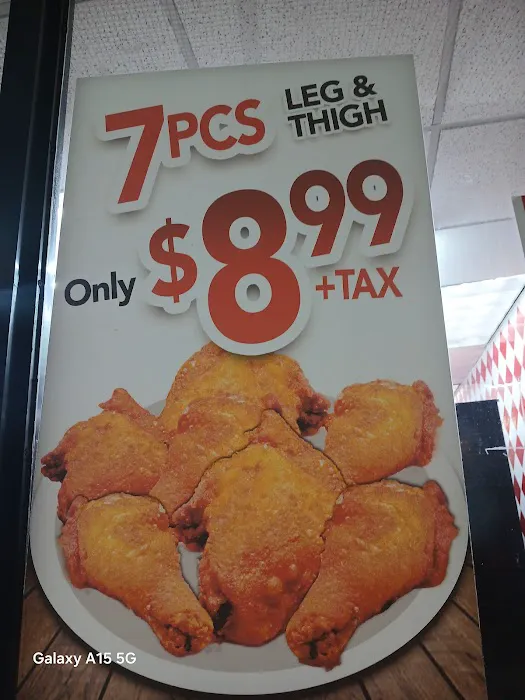 7PCS LEG &
THIGH
Only $8.99 +TAX
Galaxy A15 5G